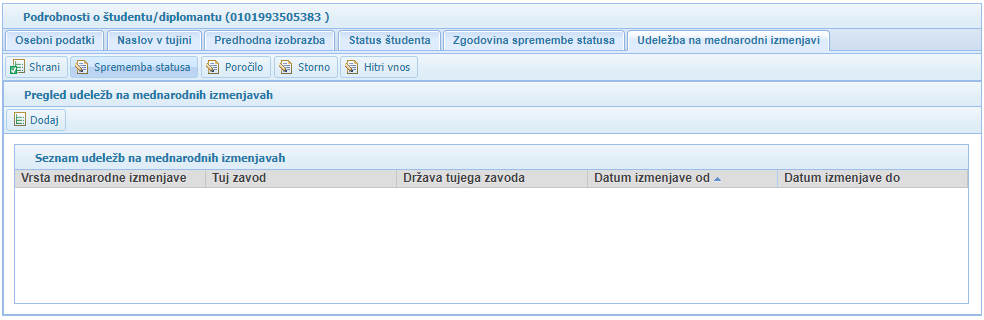 Podrobnosti o študentu/diplomantu (0101993505383 )
Osebni podatki Naslov v tujini Predhodna izobrazba Status študenta Zgodovina spremembe statusa Udeležba na mednarodni izmenjavi
Shrani Sprememba statusa Poročilo Storno Hitri vnos
Pregled udeležb na mednarodnih izmenjavah
Dodaj
Seznam udeležb na mednarodnih izmenjavah
Vrsta mednarodne izmenjave Tuj zavod Država tujega zavoda Datum izmenjave od Datum izmenjave do